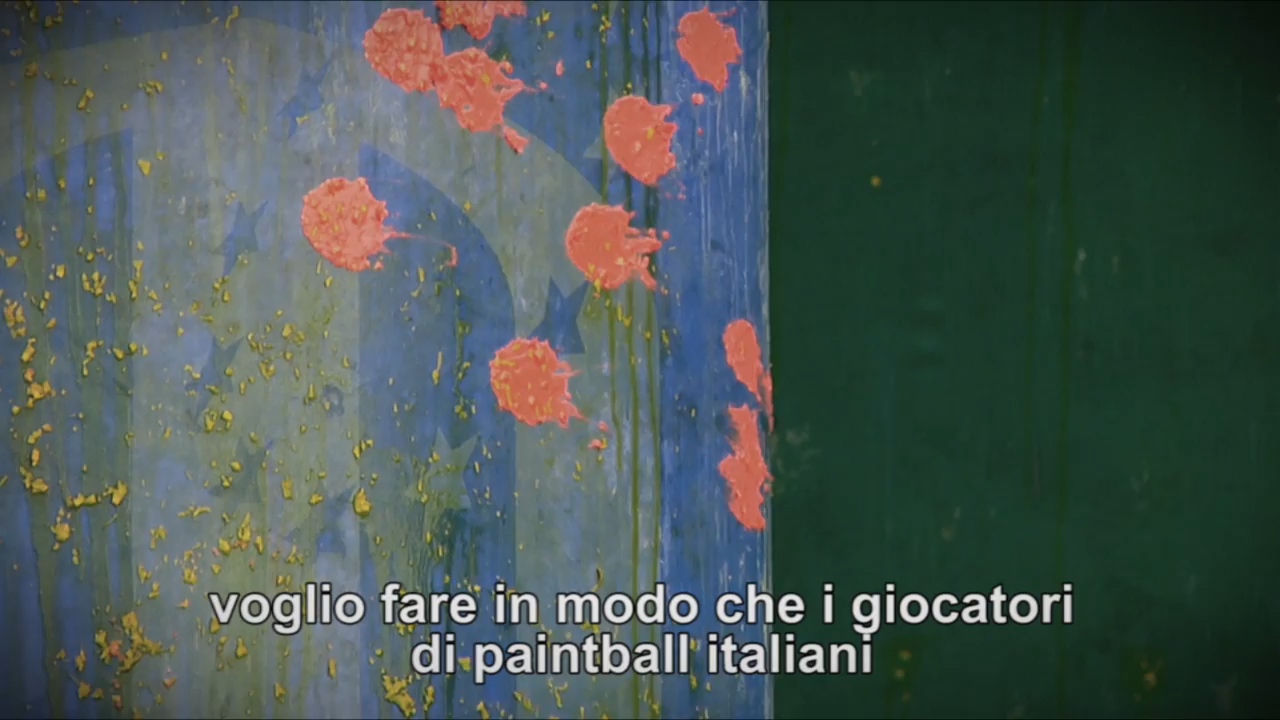 voglio fare in modo che i giocatori
di paintball italiani